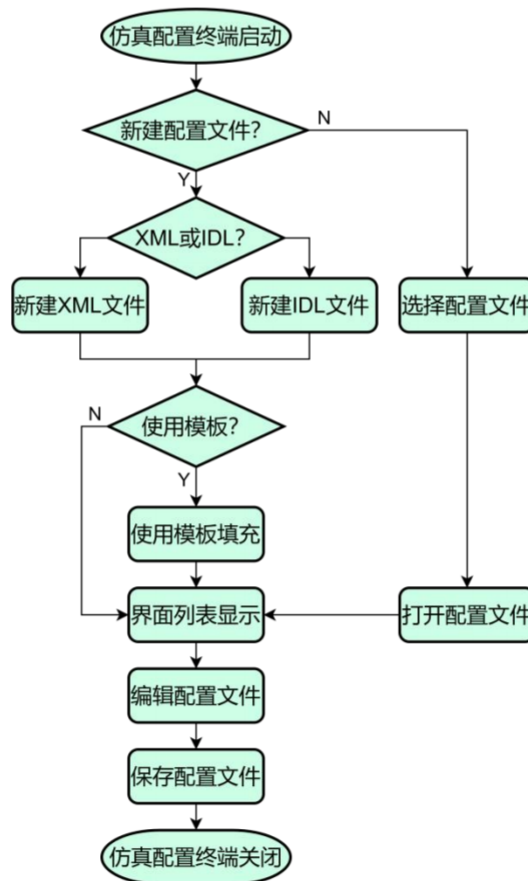 仿真配置终端启动
新建配置文件?
N
Y
XML或IDL?
新建XML文件
新建IDL文件
选择配置文件
N
使用模板?
Y
使用模板填充
界面列表显示
打开配置文件
编辑配置文件
保存配置文件
仿真配置终端关闭